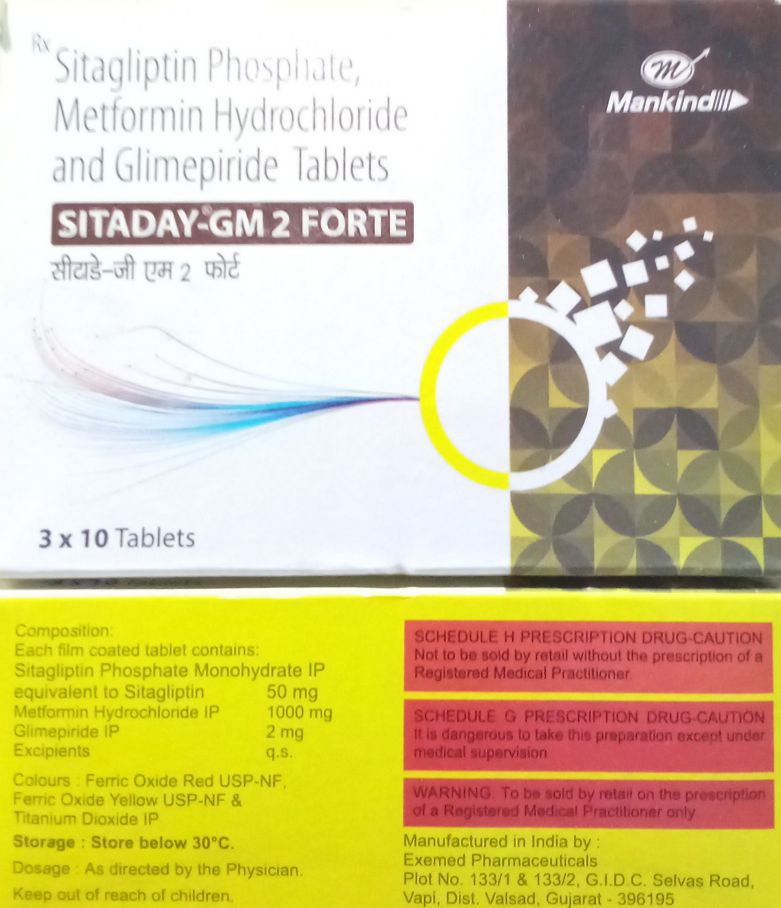 Rx
Sitagliptin Phosphate,
Metformin Hydrochloride
and Glimepiride Tablets
SITADAY®-GM 2 FORTE
सीटाडे-जी एम 2 फोर्ट
3 x 10 Tablets
m
Mankind
Composition:
Each film coated tablet contains:
Sitagliptin Phosphate Monohydrate IP
equivalent to Sitagliptin 50 mg
Metformin Hydrochloride IP 1000 mg
Glimepiride IP 2 mg
Excipients q.s.
Colours : Ferric Oxide Red USP-NF,
Ferric Oxide Yellow USP-NF &
Titanium Dioxide IP
Storage : Store below 30°C.
Dosage : As directed by the Physician.
Keep out of reach of children.
SCHEDULE H PRESCRIPTION DRUG-CAUTION
Not to be sold by retail without the prescription of a
Registered Medical Practitioner.
SCHEDULE G PRESCRIPTION DRUG-CAUTION
It is dangerous to take this preparation except under
medical supervision
WARNING. To be sold by retail on the prescription
of a Registered Medical Practitioner only.
Manufactured in India by :
Exemed Pharmaceuticals
Plot No. 133/1 & 133/2, G.I.D.C. Selvas Road,
Vapi, Dist. Valsad, Gujarat - 396195